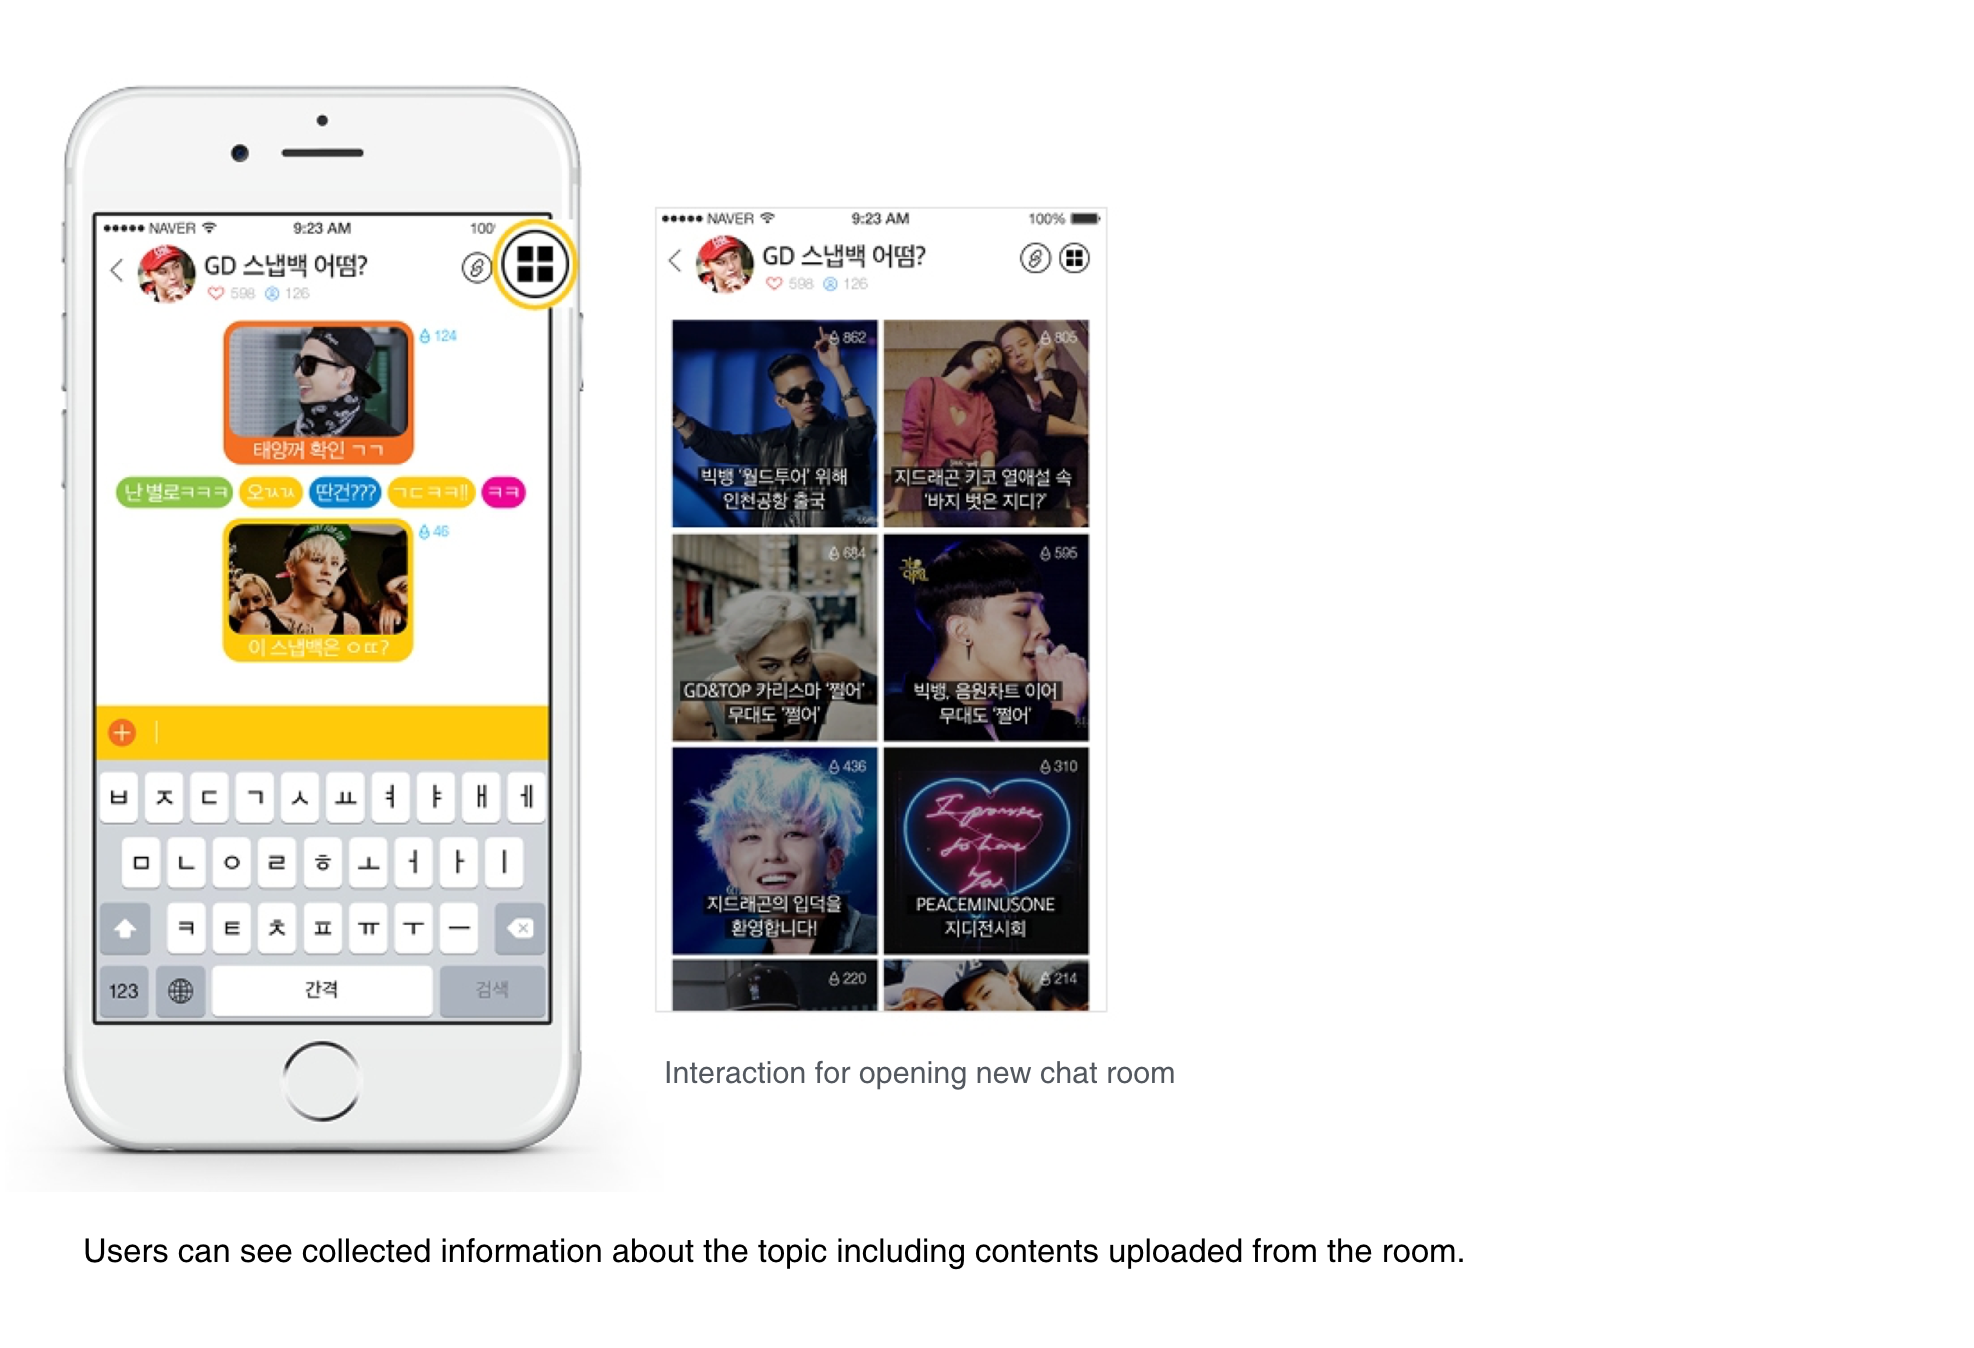 NAVER 9:23 AM 100
GD 스냅백 어떰?
598 126
124
태양꺼 확인 ㄱㄱ
난 별로ㅋㅋㅋ 오ㄳㄳ 딴건??? ㄱㄷㅋㅋ!! ㅋㅋ
46
이 스냅백은 ㅇㄸ?
ㅂ ㅈ ㄷ ㄱ ㅅ ㅛ ㅕ ㅑ ㅐ ㅔ
ㅁ ㄴ ㅇ ㄹ ㅎ ㅗ ㅓ ㅏ ㅣ
ㅋ ㅌ ㅊ ㅍ ㅠ ㅜ ㅡ
123 간격 검색
NAVER 9:23 AM 100%
GD 스냅백 어떰?
598 126
862
빅뱅 '월드투어' 위해
인천공항 출국
805
지드래곤 키코 열애설 속
'바지 벗은 지디?'
684
GD&TOP 카리스마 '쩔어'
무대도 '쩔어'
595
빅뱅, 음원차트 이어
무대도 '쩔어'
436
지드래곤의 입덕을
환영합니다!
310
I promise
to love
You
PEACEMINUSONE
지디전시회
220
214
Interaction for opening new chat room
Users can see collected information about the topic including contents uploaded from the room.